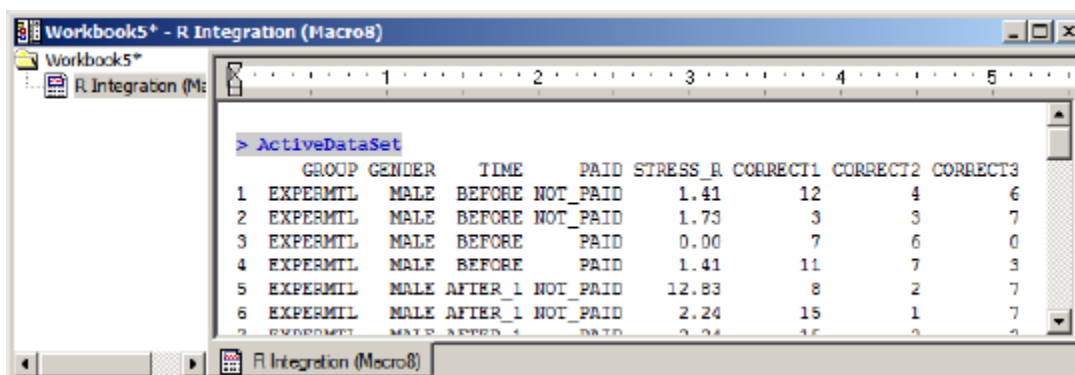 Workbook5* - R Integration (Macro8)
Workbook5*
R Integration (Ma
1 2 3 4 5
> ActiveDataSet
GROUP GENDER TIME PAID STRESS_R CORRECT1 CORRECT2 CORRECT3
1 EXPERMTL MALE BEFORE NOT_PAID 1.41 12 4 6
2 EXPERMTL MALE BEFORE NOT_PAID 1.73 3 3 7
3 EXPERMTL MALE BEFORE PAID 0.00 7 6 0
4 EXPERMTL MALE BEFORE PAID 1.41 11 7 3
5 EXPERMTL MALE AFTER_1 NOT_PAID 12.83 8 2 7
6 EXPERMTL MALE AFTER_1 NOT_PAID 2.24 15 1 7
EXPERMTL MALE AFTER_1 PAID
R Integration (Macro8)